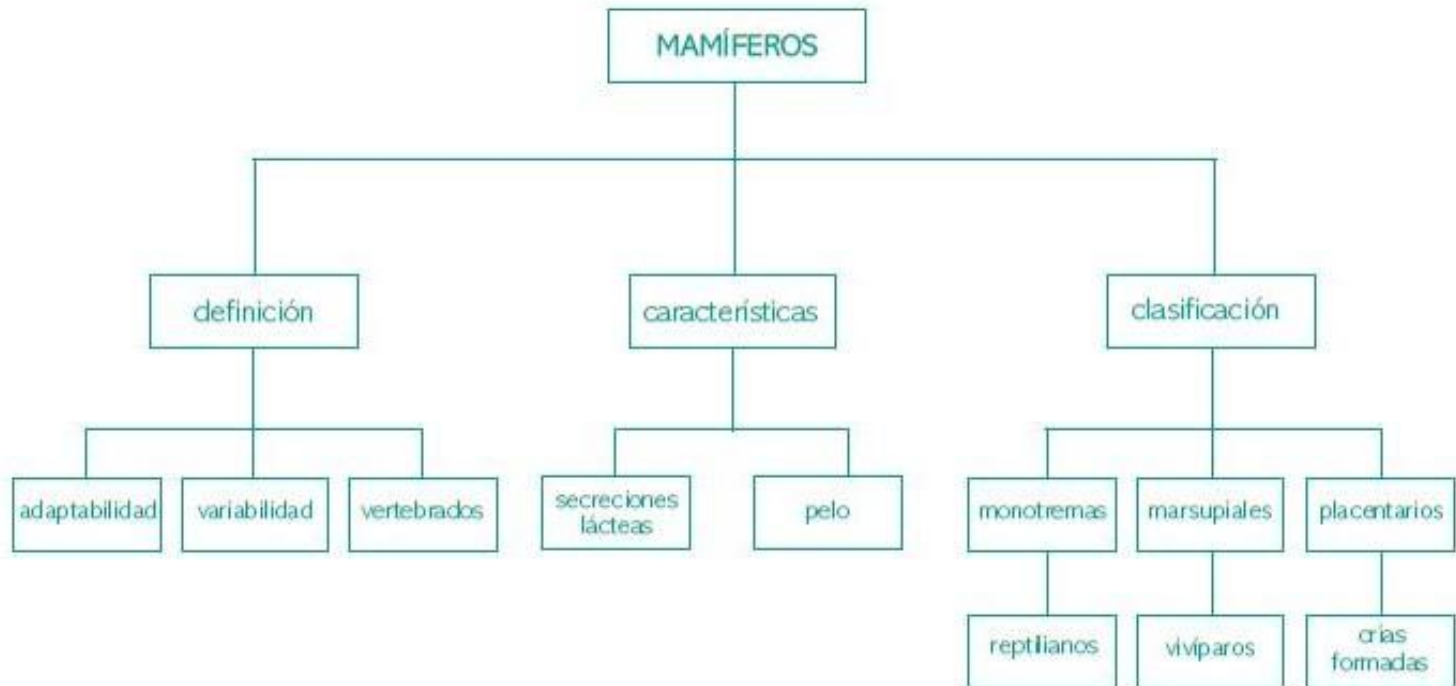 MAMÍFEROS
definición
características
clasificación
adaptabilidad
variabilidad
vertebrados
secreciones
lácteas
pelo
monotremas
marsupiales
placentarios
reptilianos
vivíparos
crías
formadas